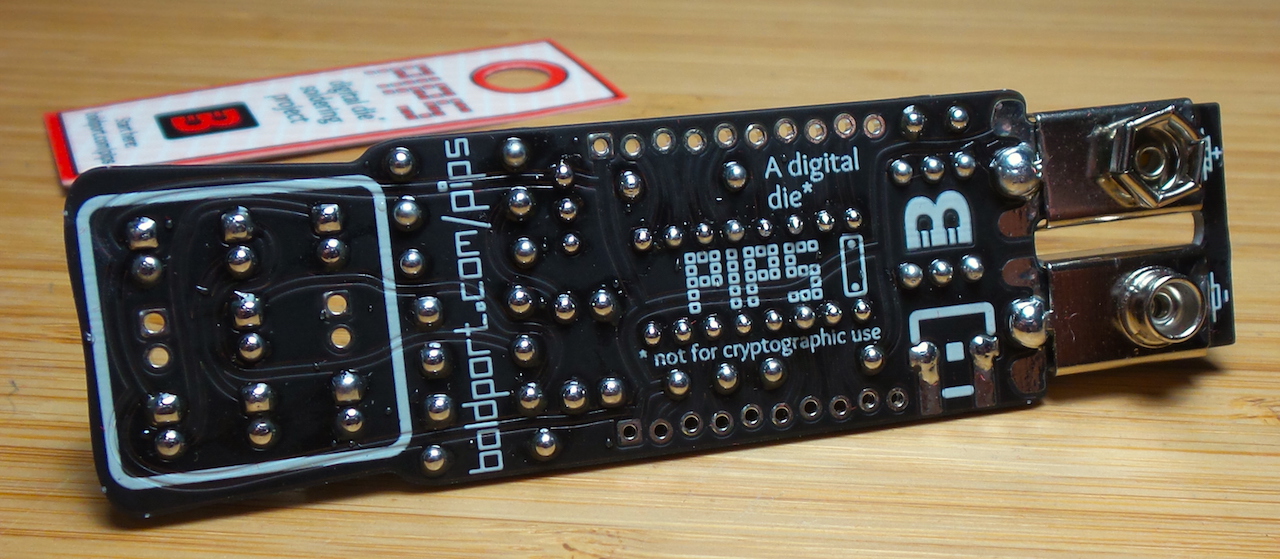 PIPS
digital die*
soldering
project
B
boldport.com/pips
A digital
die*
PIPS
* not for cryptographic use
B
+
-